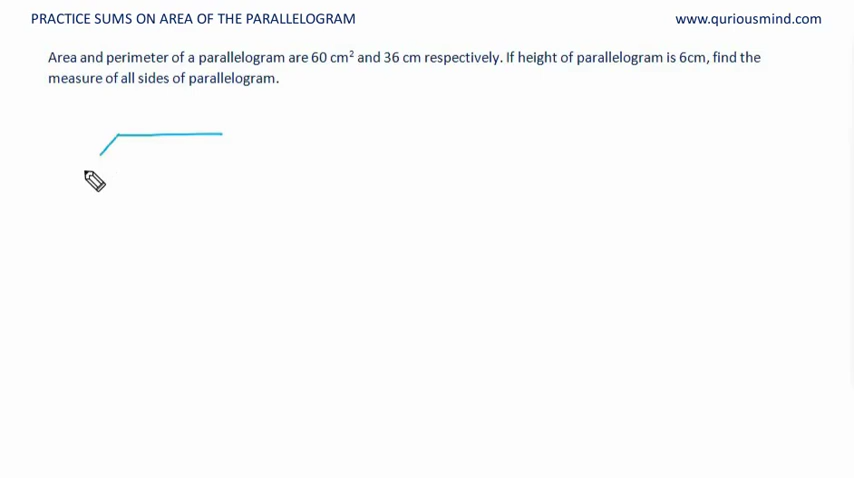 PRACTICE SUMS ON AREA OF THE PARALLELOGRAM
www.quriousmind.com
Area and perimeter of a parallelogram are 60 cm² and 36 cm respectively. If height of parallelogram is 6cm, find the
measure of all sides of parallelogram.